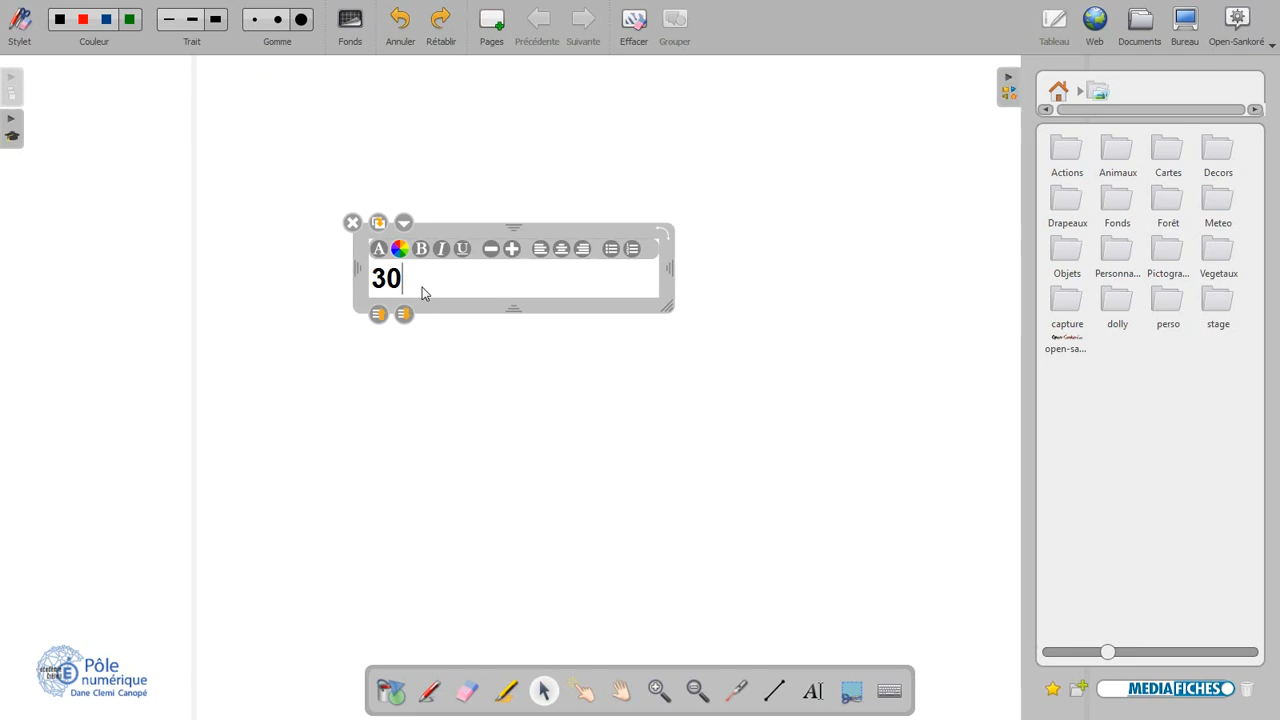 Stylet
Couleur
Trait
Gomme
Fonds
Annuler
Rétablir
Pages
Précédente
Suivante
Effacer
Grouper
Tableau
Web
Documents
Bureau
Open-Sankoré
A B I U
30
Actions
Animaux
Cartes
Decors
Drapeaux
Fonds
Forêt
Meteo
Objets
Personna...
Pictogra...
Vegetaux
capture
dolly
perso
stage
open-sa...
Pôle
numérique
Dane Clemi Canopé
AI
MEDIAFICHES